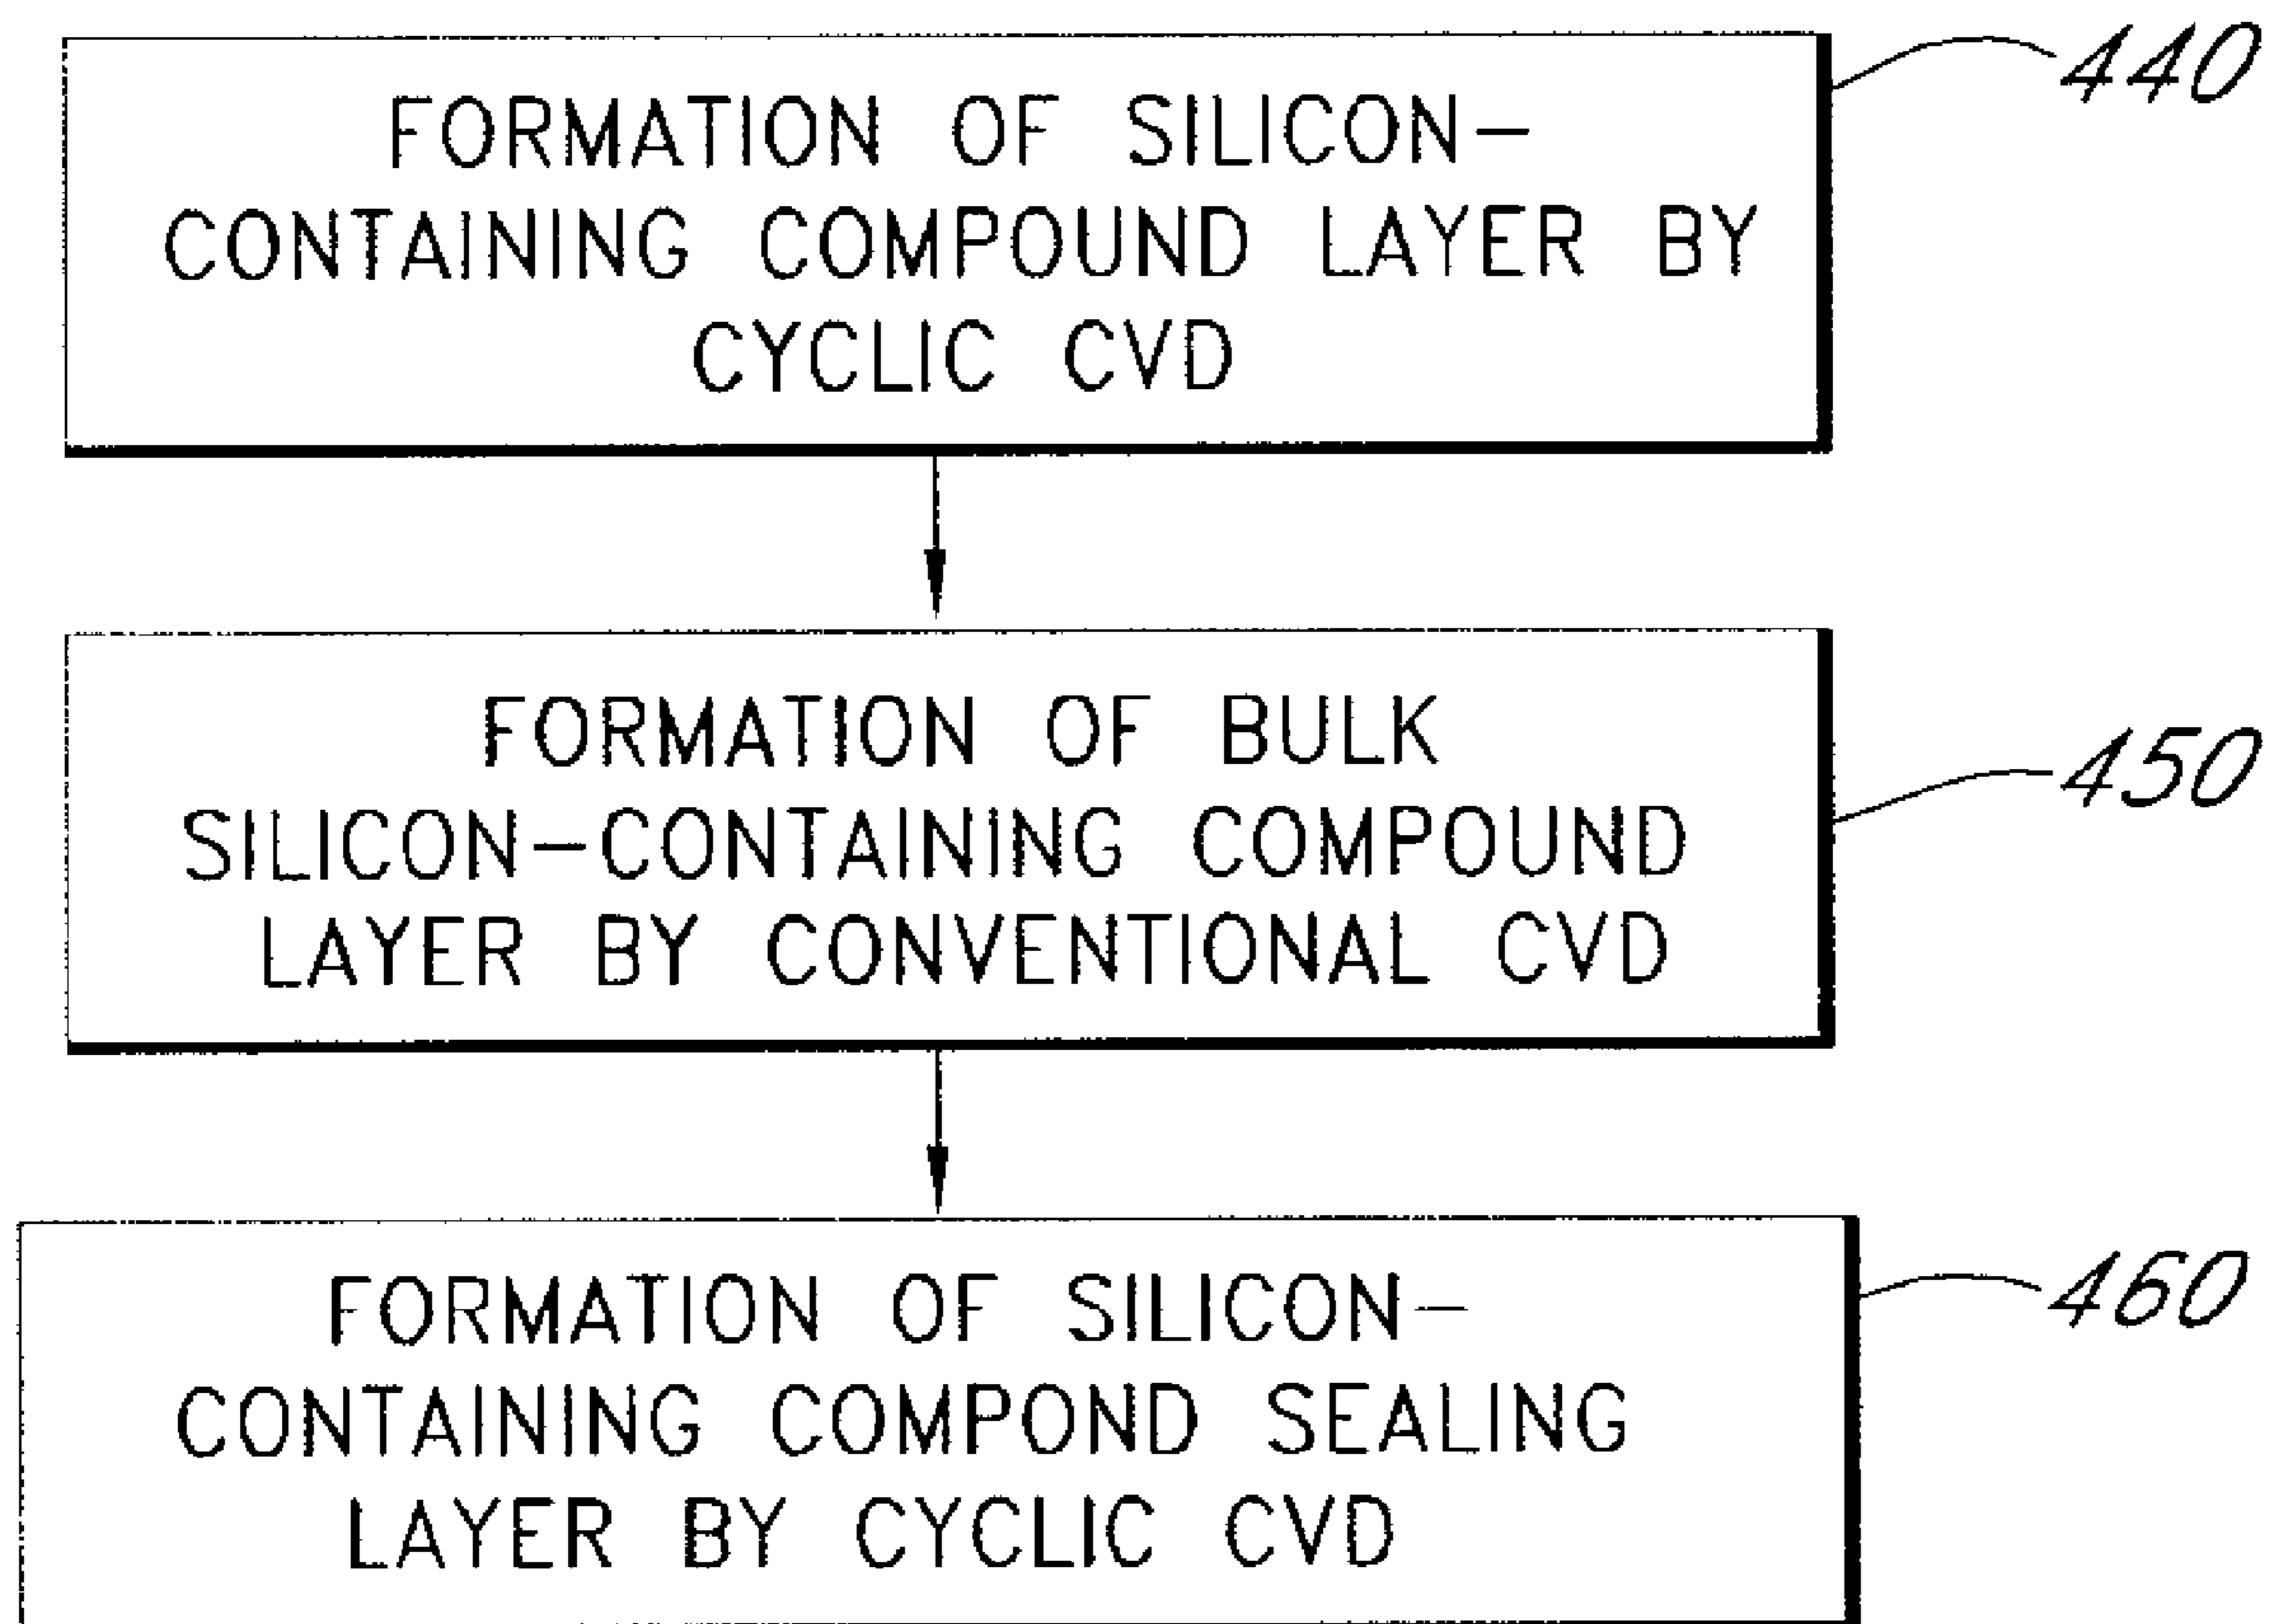 FORMATION OF SILICON-
CONTAINING COMPOUND LAYER BY
CYCLIC CVD
440
FORMATION OF BULK
SILICON-CONTAINING COMPOUND
LAYER BY CONVENTIONAL CVD
450
FORMATION OF SILICON-
CONTAINING COMPOND SEALING
LAYER BY CYCLIC CVD
460